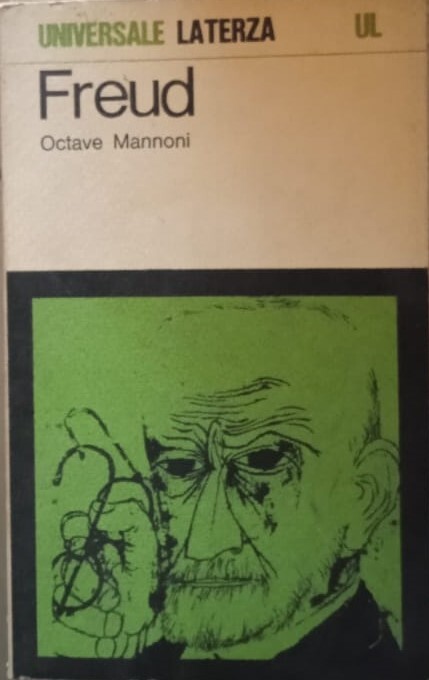 UNIVERSALE LATERZA UL
Freud
Octave Mannoni